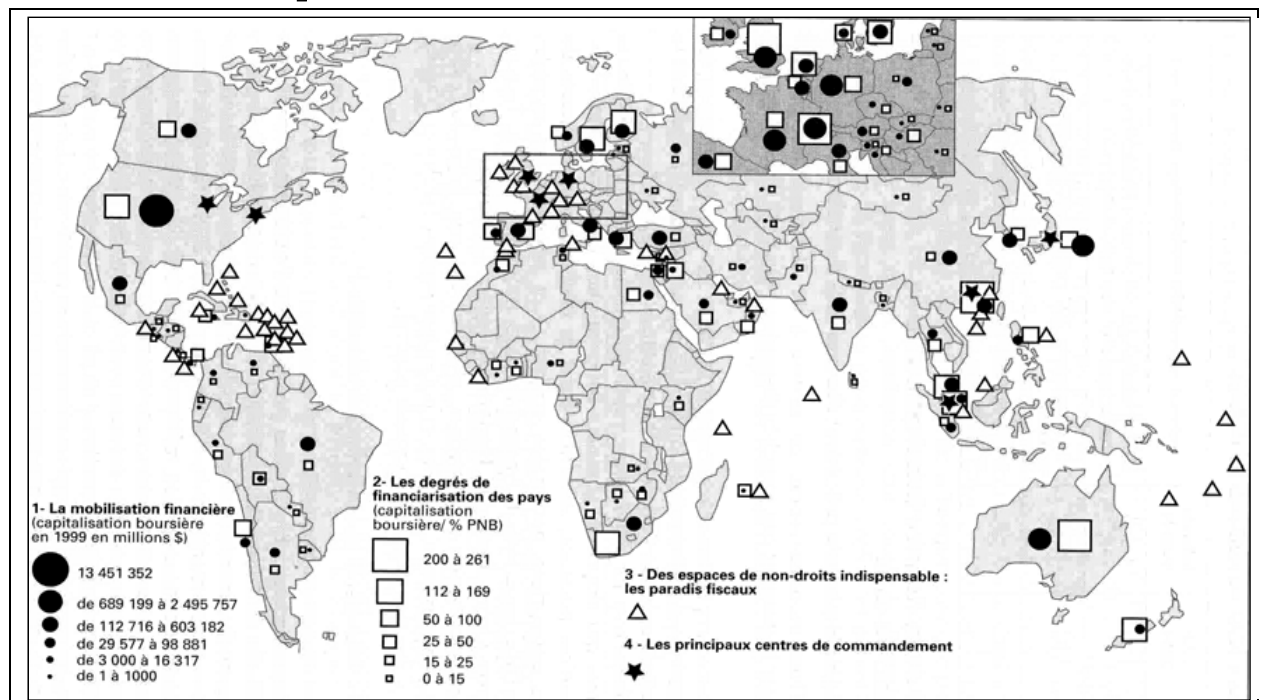 1- La mobilisation financière
(capitalisation boursière
en 1999 en millions $)
13 451 352
de 689 199 à 2 495 757
de 112 716 à 603 182
de 29 577 à 98 881
de 3 000 à 16 317
de 1 à 1000
2- Les degrés de
financiarisation des pays
(capitalisation
boursière/ % PNB)
200 à 261
112 à 169
50 à 100
25 à 50
15 à 25
0 à 15
3 - Des espaces de non-droits indispensable :
les paradis fiscaux
4 - Les principaux centres de commandement